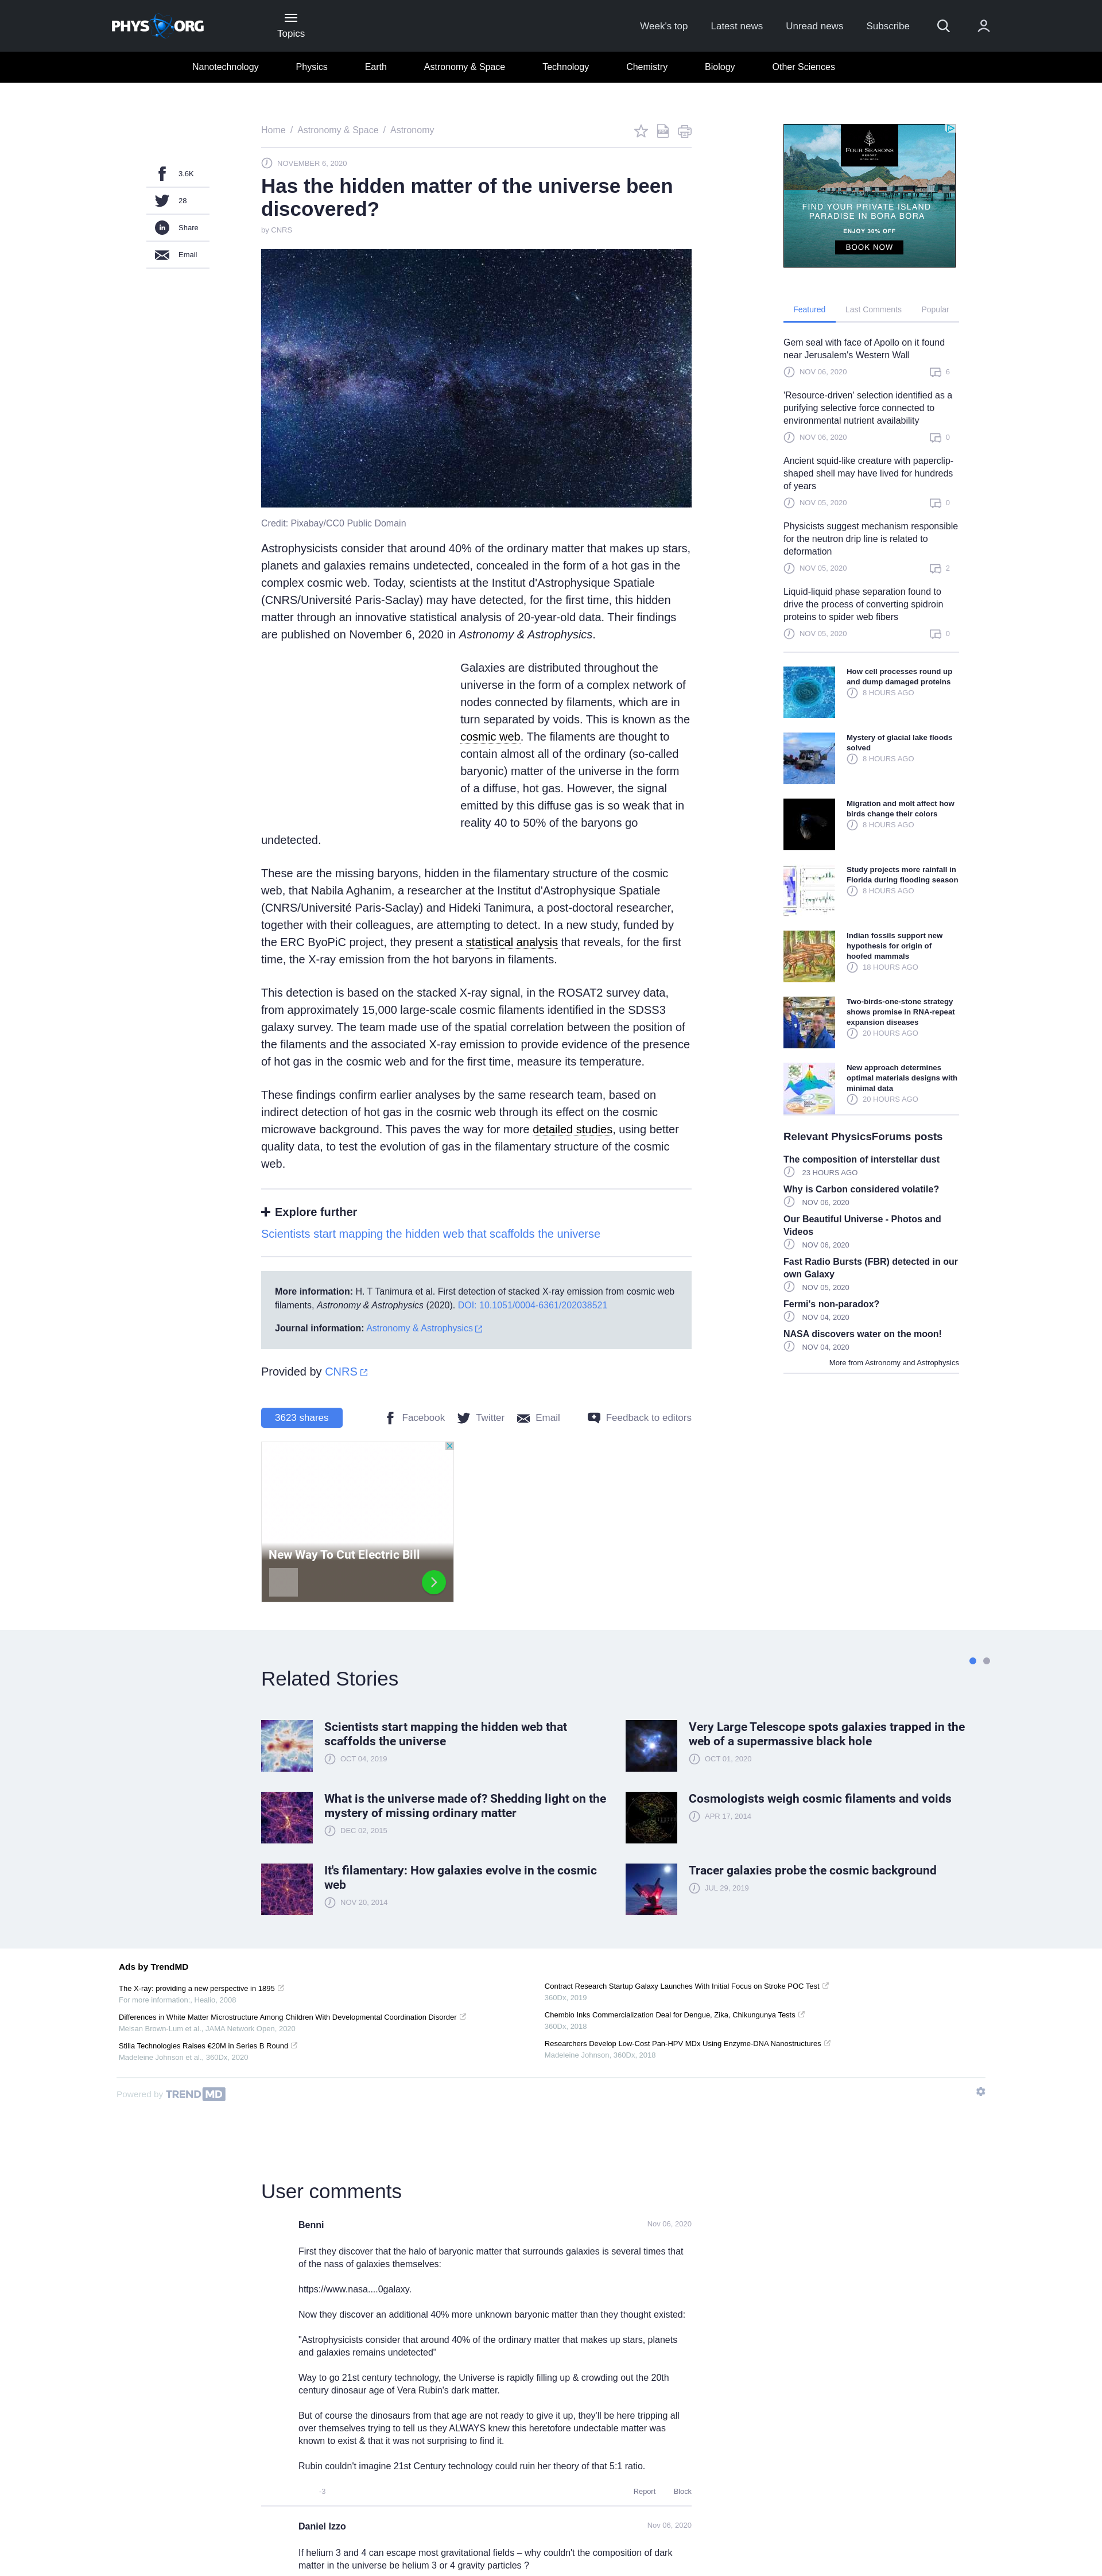 PHYS ORG
Topics
Week's top
Latest news
Unread news
Subscribe
Nanotechnology
Physics
Earth
Astronomy & Space
Technology
Chemistry
Biology
Other Sciences
3.6K
28
Share
Email
Home / Astronomy & Space / Astronomy
NOVEMBER 6, 2020
Has the hidden matter of the universe been
discovered?
by CNRS
Credit: Pixabay/CC0 Public Domain
Astrophysicists consider that around 40% of the ordinary matter that makes up stars,
planets and galaxies remains undetected, concealed in the form of a hot gas in the
complex cosmic web. Today, scientists at the Institut d'Astrophysique Spatiale
(CNRS/Université Paris-Saclay) may have detected, for the first time, this hidden
matter through an innovative statistical analysis of 20-year-old data. Their findings
are published on November 6, 2020 in Astronomy & Astrophysics.
Galaxies are distributed throughout the
universe in the form of a complex network of
nodes connected by filaments, which are in
turn separated by voids. This is known as the
cosmic web. The filaments are thought to
contain almost all of the ordinary (so-called
baryonic) matter of the universe in the form
of a diffuse, hot gas. However, the signal
emitted by this diffuse gas is so weak that in
reality 40 to 50% of the baryons go
undetected.
These are the missing baryons, hidden in the filamentary structure of the cosmic
web, that Nabila Aghanim, a researcher at the Institut d'Astrophysique Spatiale
(CNRS/Université Paris-Saclay) and Hideki Tanimura, a post-doctoral researcher,
together with their colleagues, are attempting to detect. In a new study, funded by
the ERC ByoPiC project, they present a statistical analysis that reveals, for the first
time, the X-ray emission from the hot baryons in filaments.
This detection is based on the stacked X-ray signal, in the ROSAT2 survey data,
from approximately 15,000 large-scale cosmic filaments identified in the SDSS3
galaxy survey. The team made use of the spatial correlation between the position of
the filaments and the associated X-ray emission to provide evidence of the presence
of hot gas in the cosmic web and for the first time, measure its temperature.
These findings confirm earlier analyses by the same research team, based on
indirect detection of hot gas in the cosmic web through its effect on the cosmic
microwave background. This paves the way for more detailed studies, using better
quality data, to test the evolution of gas in the filamentary structure of the cosmic
web.
Explore further
Scientists start mapping the hidden web that scaffolds the universe
More information: H. T Tanimura et al. First detection of stacked X-ray emission from cosmic web
filaments, Astronomy & Astrophysics (2020). DOI: 10.1051/0004-6361/202038521
Journal information: Astronomy & Astrophysics
Provided by CNRS
3623 shares
Facebook
Twitter
Email
Feedback to editors
New Way To Cut Electric Bill
FOUR SEASONS
RESORT
BORA BORA
FIND YOUR PRIVATE ISLAND
PARADISE IN BORA BORA
ENJOY 30% OFF
BOOK NOW
Featured
Last Comments
Popular
Gem seal with face of Apollo on it found
near Jerusalem's Western Wall
NOV 06, 2020
6
'Resource-driven' selection identified as a
purifying selective force connected to
environmental nutrient availability
NOV 06, 2020
0
Ancient squid-like creature with paperclip-
shaped shell may have lived for hundreds
of years
NOV 05, 2020
0
Physicists suggest mechanism responsible
for the neutron drip line is related to
deformation
NOV 05, 2020
2
Liquid-liquid phase separation found to
drive the process of converting spidroin
proteins to spider web fibers
NOV 05, 2020
0
How cell processes round up
and dump damaged proteins
8 HOURS AGO
Mystery of glacial lake floods
solved
8 HOURS AGO
Migration and molt affect how
birds change their colors
8 HOURS AGO
Study projects more rainfall in
Florida during flooding season
8 HOURS AGO
Indian fossils support new
hypothesis for origin of
hoofed mammals
18 HOURS AGO
Two-birds-one-stone strategy
shows promise in RNA-repeat
expansion diseases
20 HOURS AGO
New approach determines
optimal materials designs with
minimal data
20 HOURS AGO
Relevant PhysicsForums posts
The composition of interstellar dust
23 HOURS AGO
Why is Carbon considered volatile?
NOV 06, 2020
Our Beautiful Universe - Photos and
Videos
NOV 06, 2020
Fast Radio Bursts (FBR) detected in our
own Galaxy
NOV 05, 2020
Fermi's non-paradox?
NOV 04, 2020
NASA discovers water on the moon!
NOV 04, 2020
More from Astronomy and Astrophysics
Related Stories
Scientists start mapping the hidden web that
scaffolds the universe
OCT 04, 2019
Very Large Telescope spots galaxies trapped in the
web of a supermassive black hole
OCT 01, 2020
What is the universe made of? Shedding light on the
mystery of missing ordinary matter
DEC 02, 2015
Cosmologists weigh cosmic filaments and voids
APR 17, 2014
It's filamentary: How galaxies evolve in the cosmic
web
NOV 20, 2014
Tracer galaxies probe the cosmic background
JUL 29, 2019
Ads by TrendMD
The X-ray: providing a new perspective in 1895
For more information:, Healio, 2008
Differences in White Matter Microstructure Among Children With Developmental Coordination Disorder
Meisan Brown-Lum et al., JAMA Network Open, 2020
Stilla Technologies Raises €20M in Series B Round
Madeleine Johnson et al., 360Dx, 2020
Contract Research Startup Galaxy Launches With Initial Focus on Stroke POC Test
360Dx, 2019
Chembio Inks Commercialization Deal for Dengue, Zika, Chikungunya Tests
360Dx, 2018
Researchers Develop Low-Cost Pan-HPV MDx Using Enzyme-DNA Nanostructures
Madeleine Johnson, 360Dx, 2018
Powered by TREND MD
User comments
Benni
Nov 06, 2020
First they discover that the halo of baryonic matter that surrounds galaxies is several times that
of the nass of galaxies themselves:
https://www.nasa....0galaxy.
Now they discover an additional 40% more unknown baryonic matter than they thought existed:
"Astrophysicists consider that around 40% of the ordinary matter that makes up stars, planets
and galaxies remains undetected"
Way to go 21st century technology, the Universe is rapidly filling up & crowding out the 20th
century dinosaur age of Vera Rubin's dark matter.
But of course the dinosaurs from that age are not ready to give it up, they'll be here tripping all
over themselves trying to tell us they ALWAYS knew this heretofore undectable matter was
known to exist & that it was not surprising to find it.
Rubin couldn't imagine 21st Century technology could ruin her theory of that 5:1 ratio.
-3
Report
Block
Daniel Izzo
Nov 06, 2020
If helium 3 and 4 can escape most gravitational fields – why couldn't the composition of dark
matter in the universe be helium 3 or 4 gravity particles ?